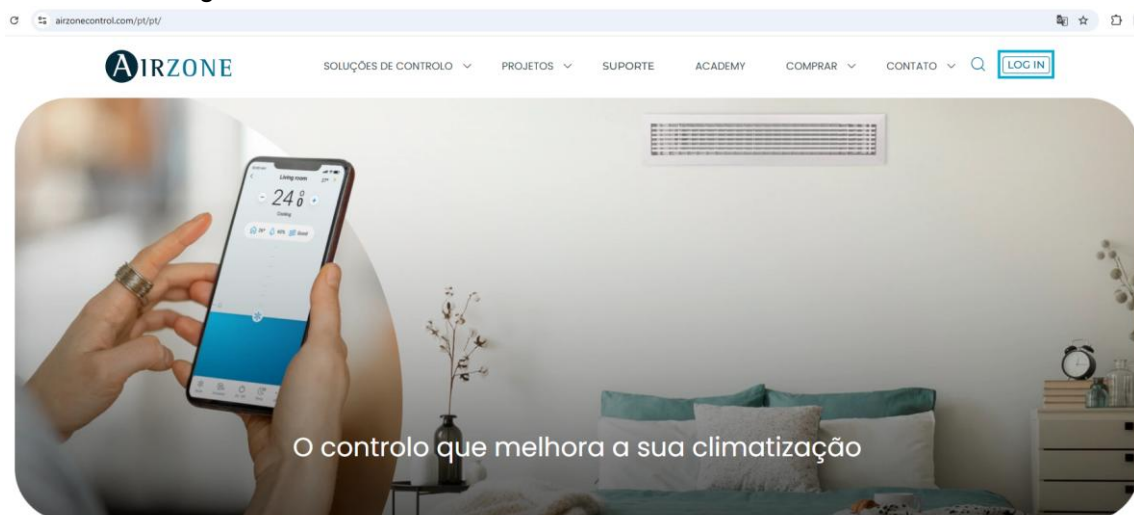 airzonecontrol.com/pt/pt/
AIRZONE
SOLUÇÕES DE CONTROLO
PROJETOS
SUPORTE
ACADEMY
COMPRAR
CONTATO
LOG IN
Living room
24.0
Cooling
O controlo que melhora a sua climatização